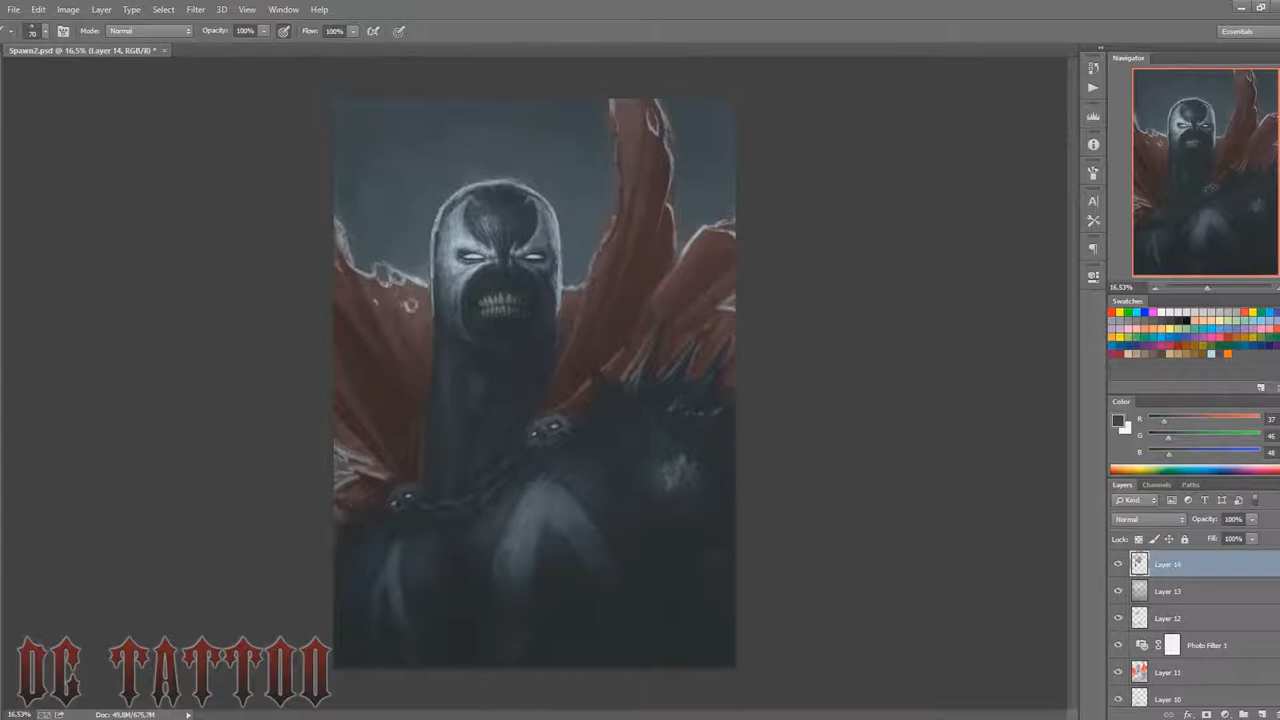 File Edit Image Layer Type Select Filter 3D View Window Help
70 Mode: Normal Opacity: 100% Flow: 100% Essentials
Spawn2.psd @ 16,5% (Layer 14, RGB/8) * ×
Navigator
16,53%
Swatches
Color
R 37
G 46
B 48
Layers Channels Paths
Kind
Normal Opacity: 100%
Lock: Fill: 100%
Layer 14
Layer 13
Layer 12
Photo Filter 1
Layer 11
Layer 10
DC TATTOO
16,53% Doc: 49,8M/675,7M